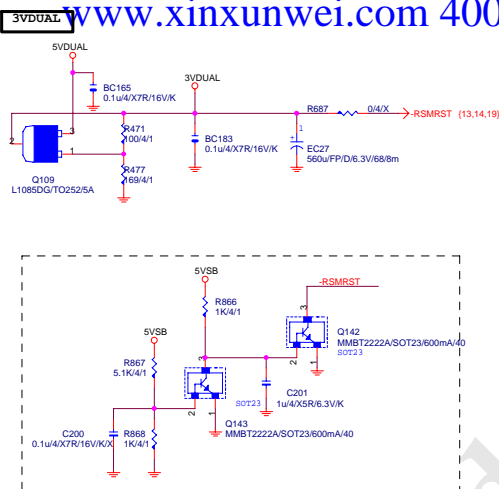 3VDUAL
www.xinxunwei.com 400
5VDUAL
BC165
0.1u/4/X7R/16V/K
3VDUAL
R687
0/4/X
-RSMRST {13,14,19}
3
2
1
R471
100/4/1
BC183
0.1u/4/X7R/16V/K
1
+
EC27
560u/FP/D/6.3V/68/8m
Q109
L1085DG/TO252/5A
R477
169/4/1
5VSB
-RSMRST
R866
1K/4/1
3
Q142
MMBT2222A/SOT23/600mA/40
SOT23
2
1
5VSB
R867
5.1K/4/1
3
C201
1u/4/X5R/6.3V/K
SOT23
2
1
Q143
MMBT2222A/SOT23/600mA/40
C200
0.1u/4/X7R/16V/K/X
R868
1K/4/1